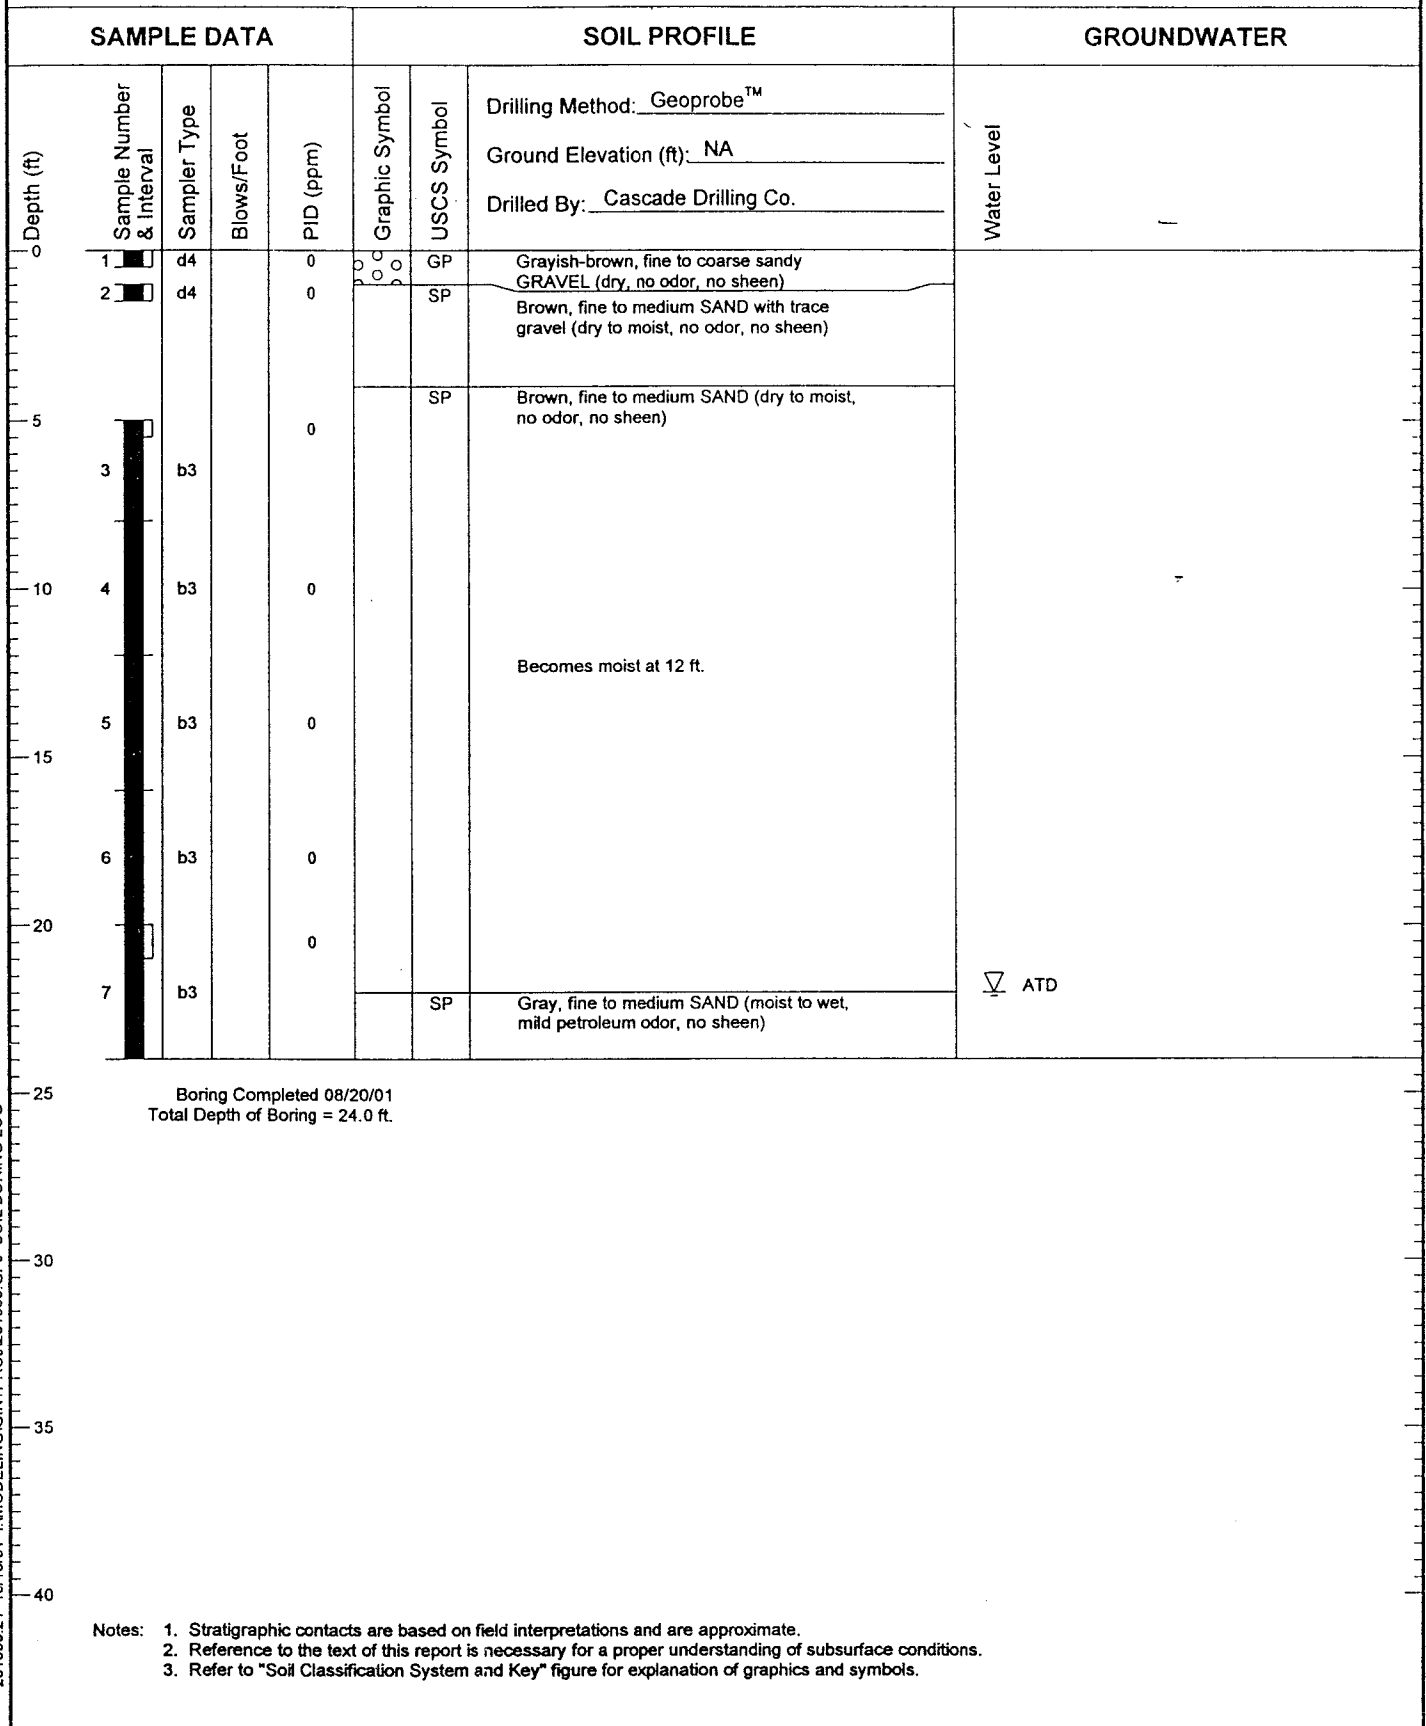 SAMPLE DATA
SOIL PROFILE
GROUNDWATER
Depth (ft)
Sample Number
& Interval
Sampler Type
Blows/Foot
PID (ppm)
Graphic Symbol
USCS Symbol
Drilling Method: Geoprobe™
Ground Elevation (ft): NA
Drilled By: Cascade Drilling Co.
Water Level
0
1 d4 0 GP Grayish-brown, fine to coarse sandy
GRAVEL (dry, no odor, no sheen)
2 d4 0 SP Brown, fine to medium SAND with trace
gravel (dry to moist, no odor, no sheen)
SP Brown, fine to medium SAND (dry to moist,
no odor, no sheen)
5 0
3 b3
10 4 b3 0
Becomes moist at 12 ft.
5 b3 0
15
6 b3 0
20
0
7 b3 ATD
SP Gray, fine to medium SAND (moist to wet,
mild petroleum odor, no sheen)
25 Boring Completed 08/20/01
Total Depth of Boring = 24.0 ft.
30
35
40
Notes: 1. Stratigraphic contacts are based on field interpretations and are approximate.
2. Reference to the text of this report is necessary for a proper understanding of subsurface conditions.
3. Refer to "Soil Classification System and Key" figure for explanation of graphics and symbols.